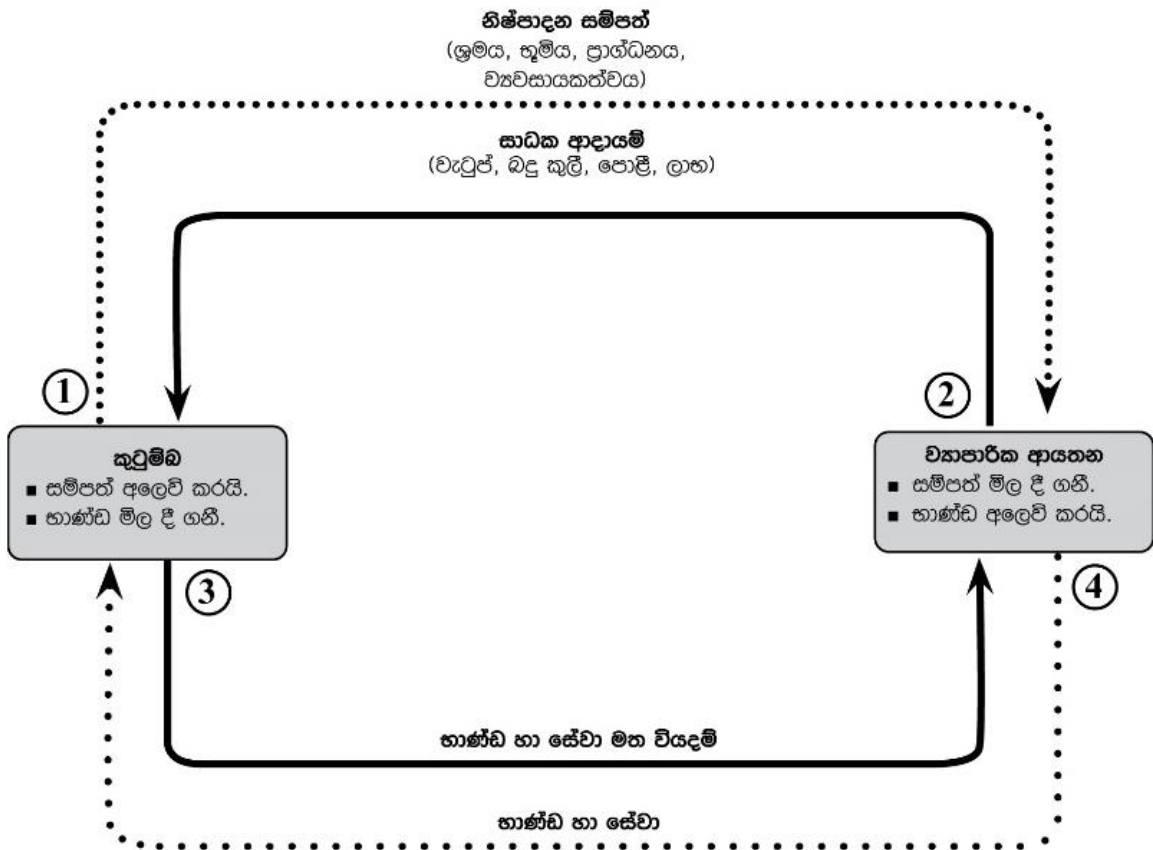 නිෂ්පාදන සම්පත්
(ශ්‍රමය, භූමිය, ප්‍රාග්ධනය,
ව්‍යවසායකත්වය)
සාධක ආදායම්
(වැටුප්, බදු කුලී, පොළී, ලාභ)
1
2
කුටුම්බ
■ සම්පත් අලෙවි කරයි.
■ භාණ්ඩ මිල දී ගනී.
ව්‍යාපාරික ආයතන
■ සම්පත් මිල දී ගනී.
■ භාණ්ඩ අලෙවි කරයි.
3
4
භාණ්ඩ හා සේවා මත වියදම්
භාණ්ඩ හා සේවා